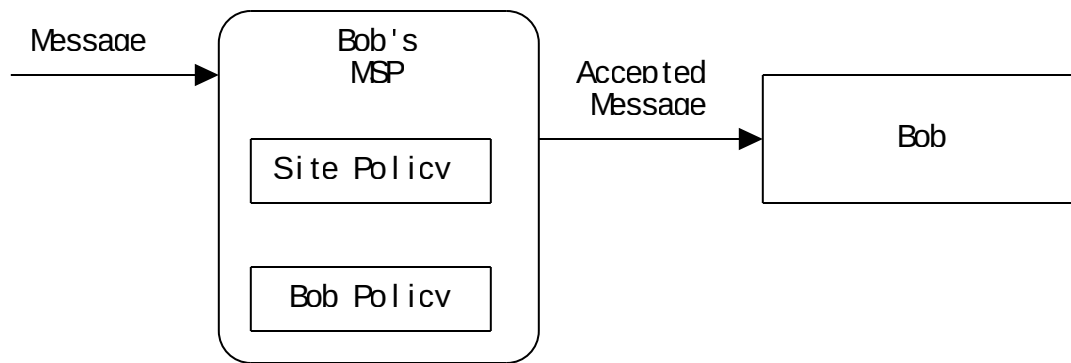 Message
Bob's
MSP
Accepted
Message
Bob
Site Policy
Bob Policy